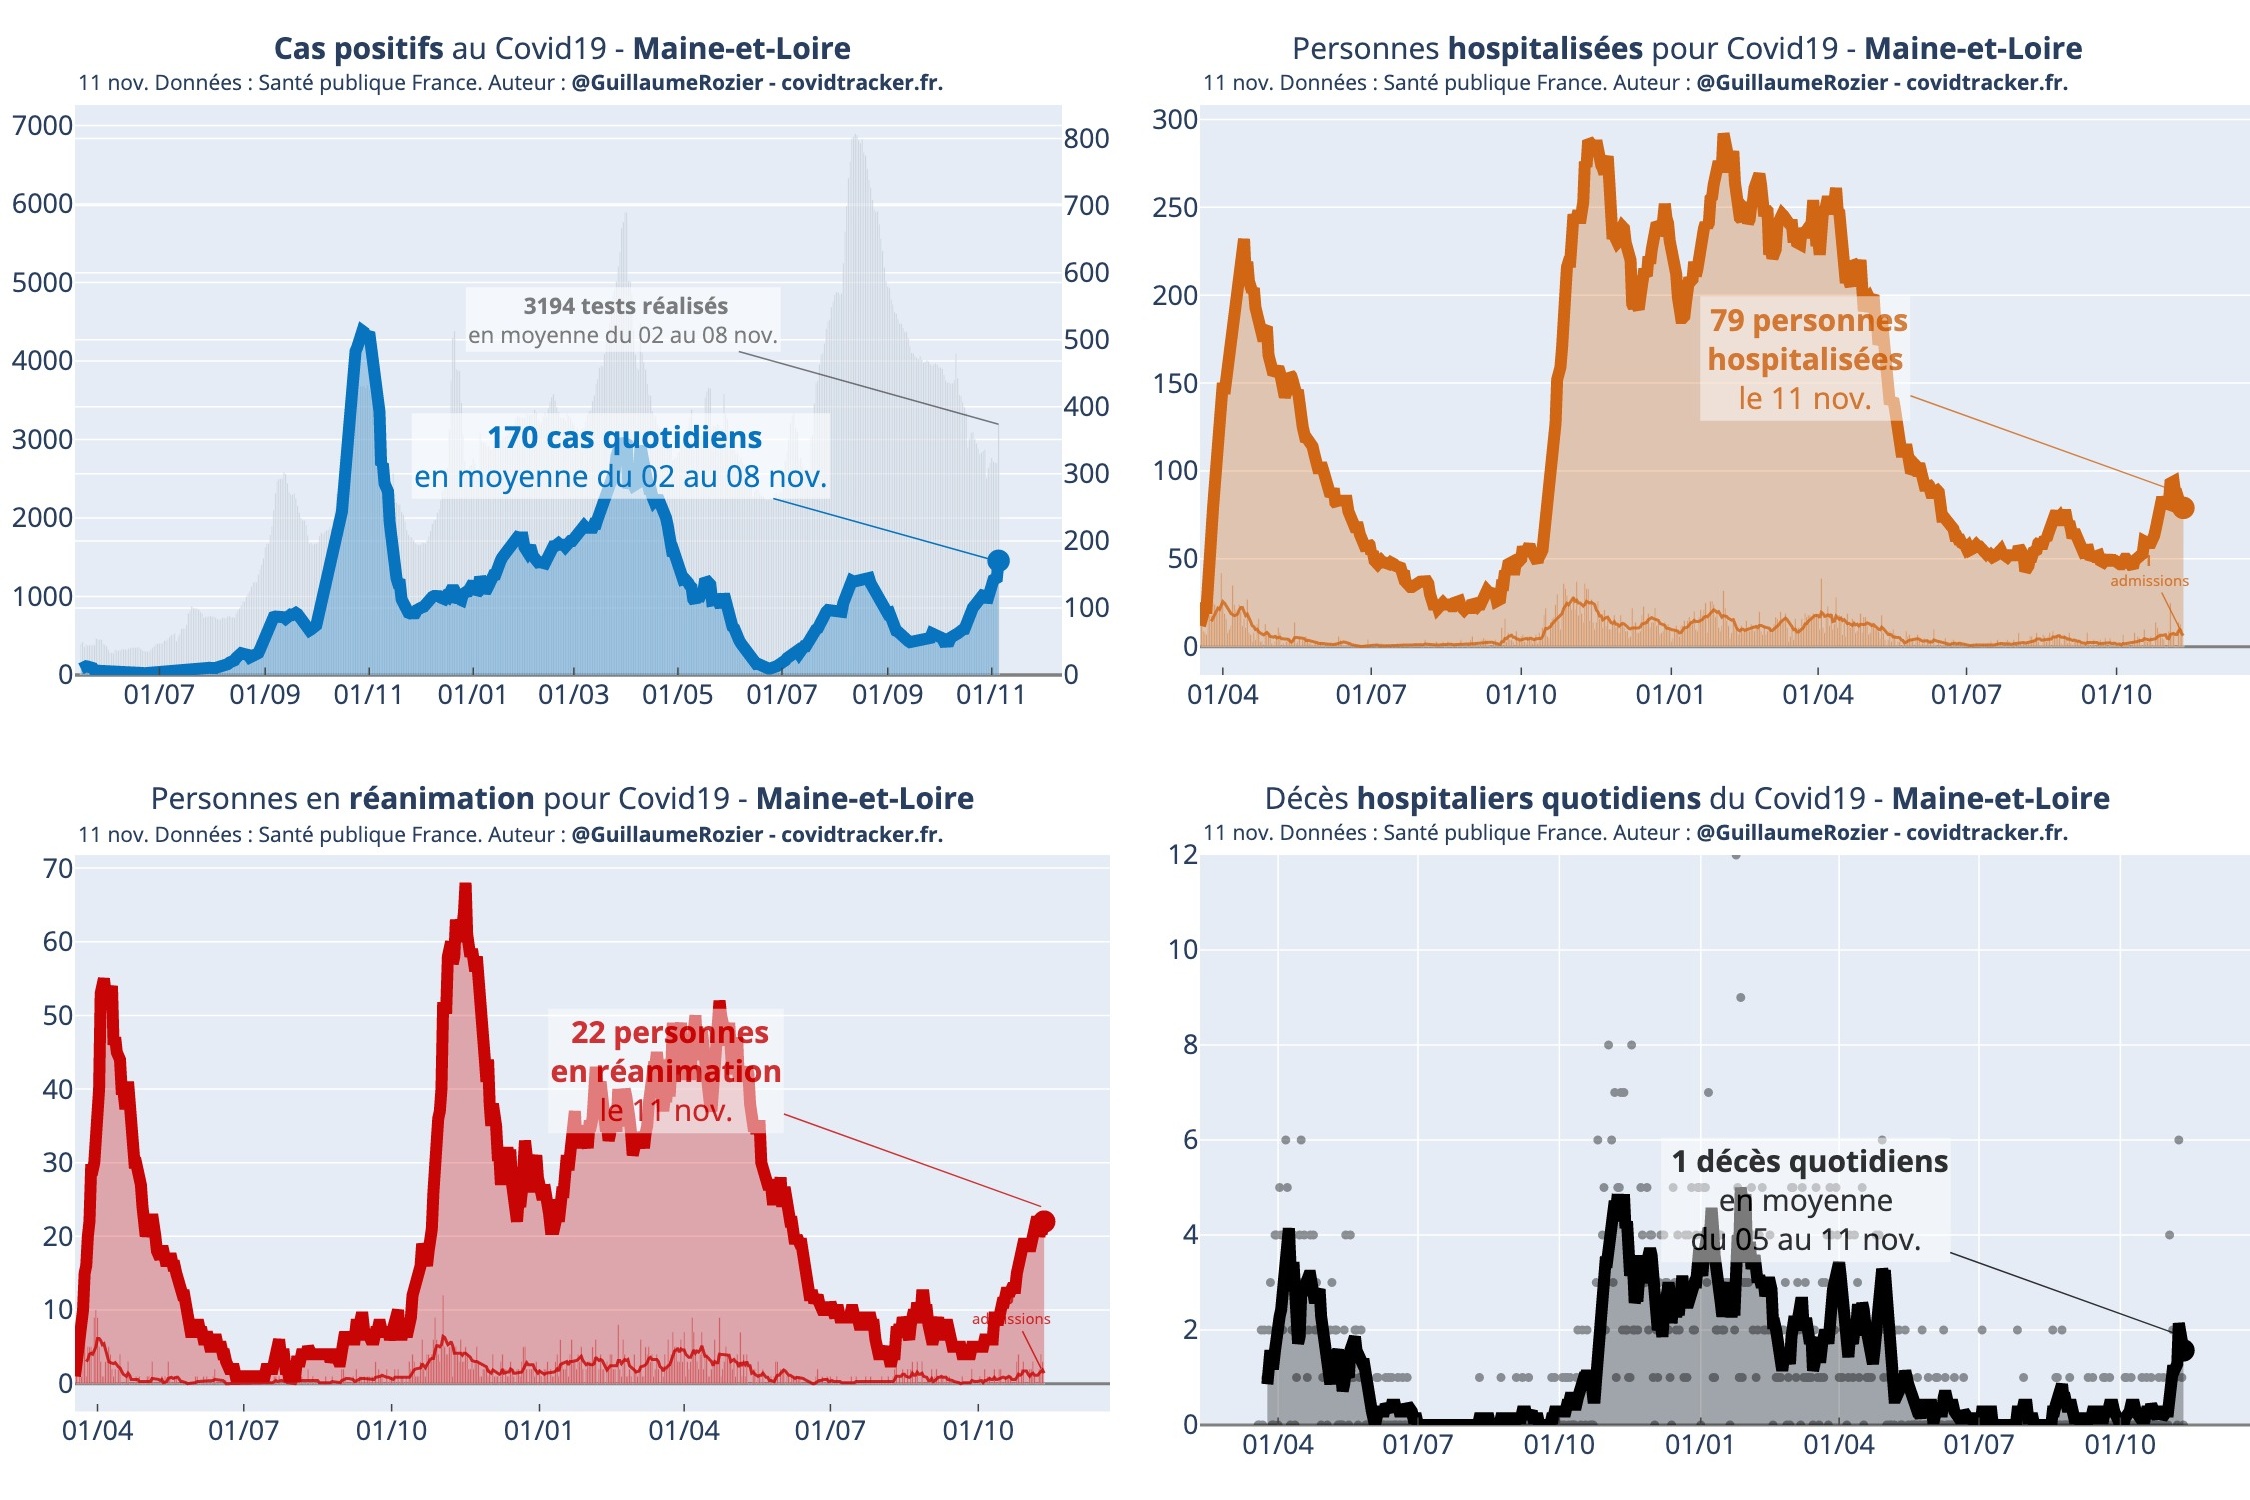 Cas positifs au Covid19 - Maine-et-Loire
11 nov. Données : Santé publique France. Auteur : @GuillaumeRozier - covidtracker.fr.
7000
6000
5000
4000
3000
2000
1000
0
800
700
600
500
400
300
200
100
0
3194 tests réalisés
en moyenne du 02 au 08 nov.
170 cas quotidiens
en moyenne du 02 au 08 nov.
01/07 01/09 01/11 01/01 01/03 01/05 01/07 01/09 01/11
Personnes hospitalisées pour Covid19 - Maine-et-Loire
11 nov. Données : Santé publique France. Auteur : @GuillaumeRozier - covidtracker.fr.
300
250
200
150
100
50
0
79 personnes
hospitalisées
le 11 nov.
admissions
01/04 01/07 01/10 01/01 01/04 01/07 01/10
Personnes en réanimation pour Covid19 - Maine-et-Loire
11 nov. Données : Santé publique France. Auteur : @GuillaumeRozier - covidtracker.fr.
70
60
50
40
30
20
10
0
22 personnes
en réanimation
le 11 nov.
admissions
01/04 01/07 01/10 01/01 01/04 01/07 01/10
Décès hospitaliers quotidiens du Covid19 - Maine-et-Loire
11 nov. Données : Santé publique France. Auteur : @GuillaumeRozier - covidtracker.fr.
12
10
8
6
4
2
0
1 décès quotidiens
en moyenne
du 05 au 11 nov.
01/04 01/07 01/10 01/01 01/04 01/07 01/10